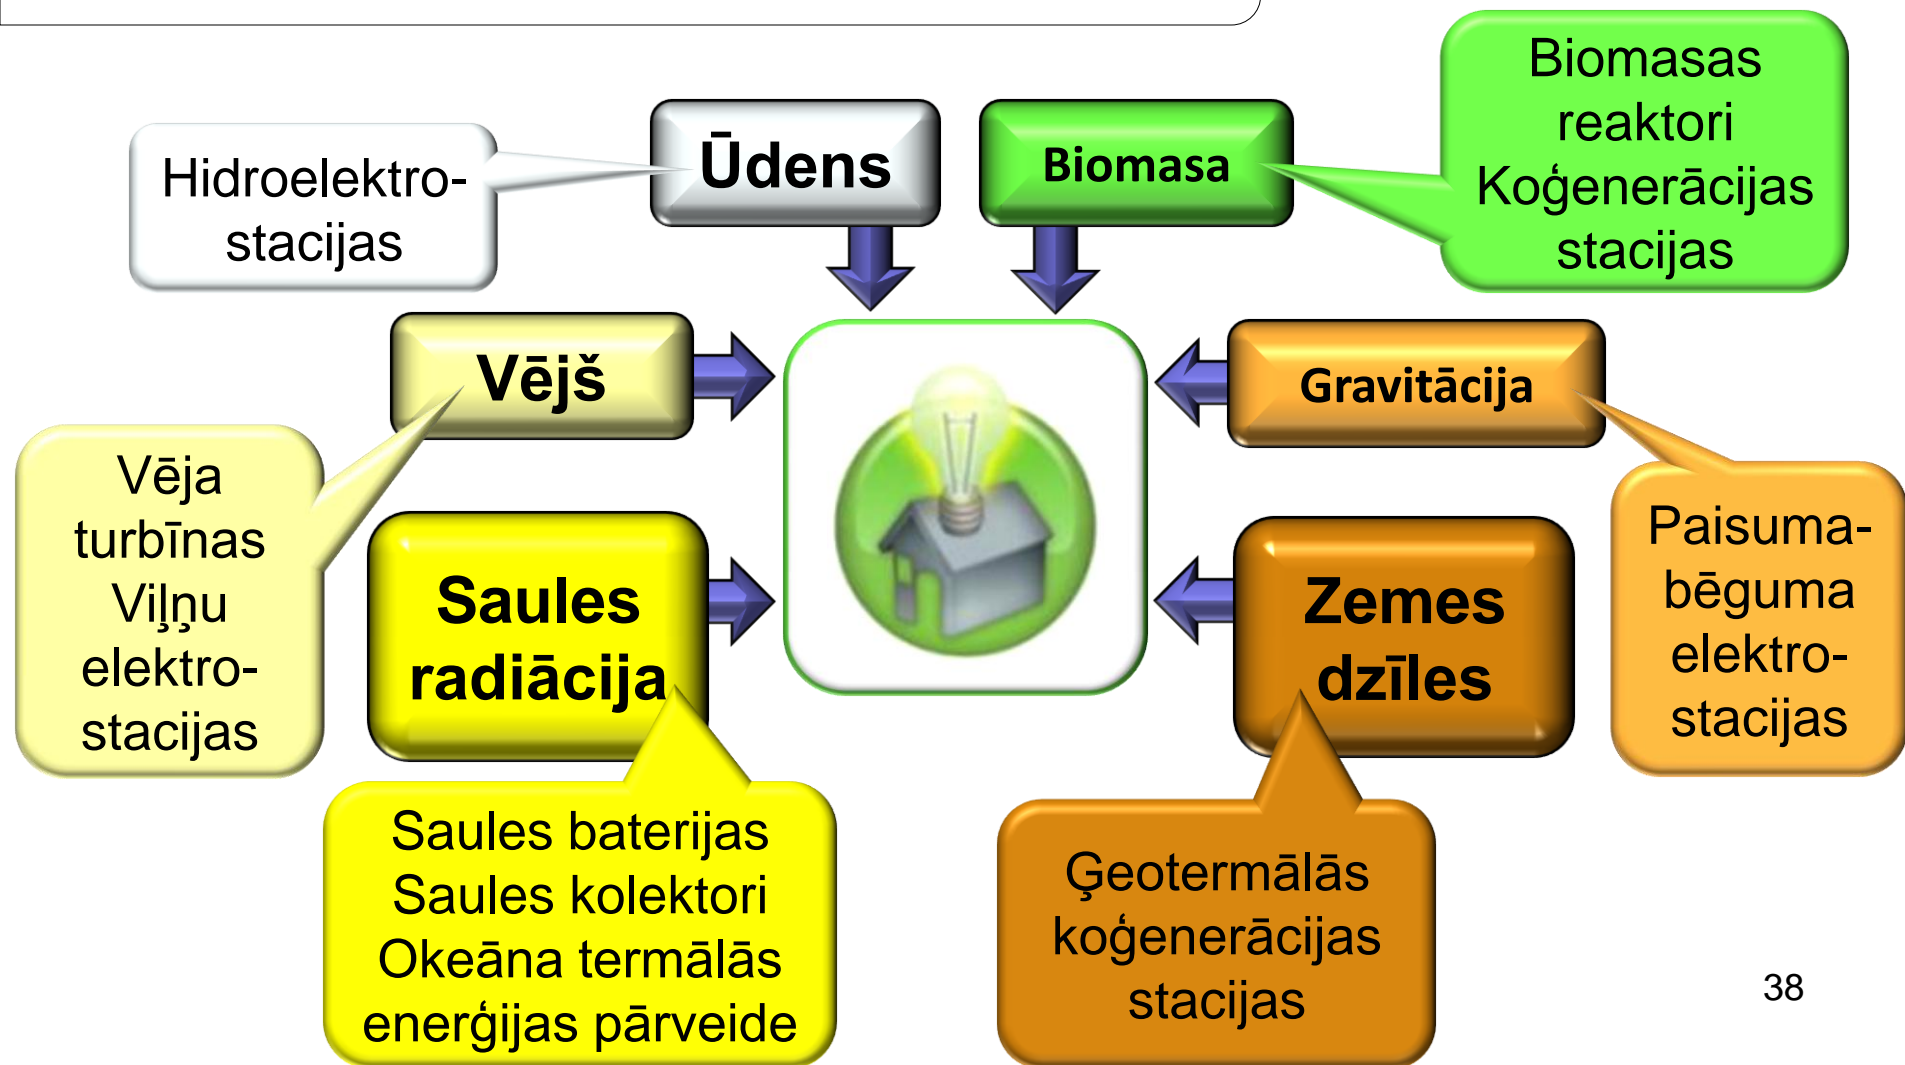 Hidroelektro-
stacijas
Ūdens
Biomasa
Biomasas
reaktori
Koģenerācijas
stacijas
Vējš
Vēja
turbīnas
Viļņu
elektro-
stacijas
Gravitācija
Paisuma-
bēguma
elektro-
stacijas
Saules
radiācija
Saules baterijas
Saules kolektori
Okeāna termālās
enerģijas pārveide
Zemes
dzīles
Ģeotermālās
koģenerācijas
stacijas
38